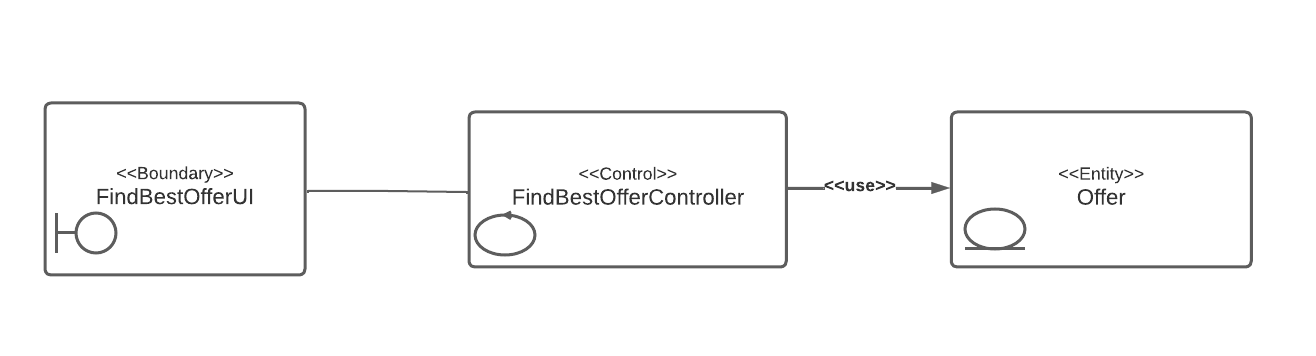 <<Boundary>>
FindBestOfferUI
<<Control>>
FindBestOfferController
<<use>>
<<Entity>>
Offer